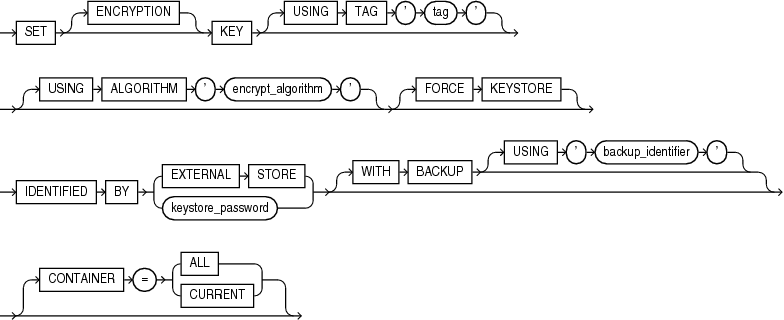 SET ENCRYPTION KEY USING TAG ' tag '
USING ALGORITHM ' encrypt_algorithm ' FORCE KEYSTORE
IDENTIFIED BY EXTERNAL STORE keystore_password WITH BACKUP USING ' backup_identifier '
CONTAINER = ALL CURRENT